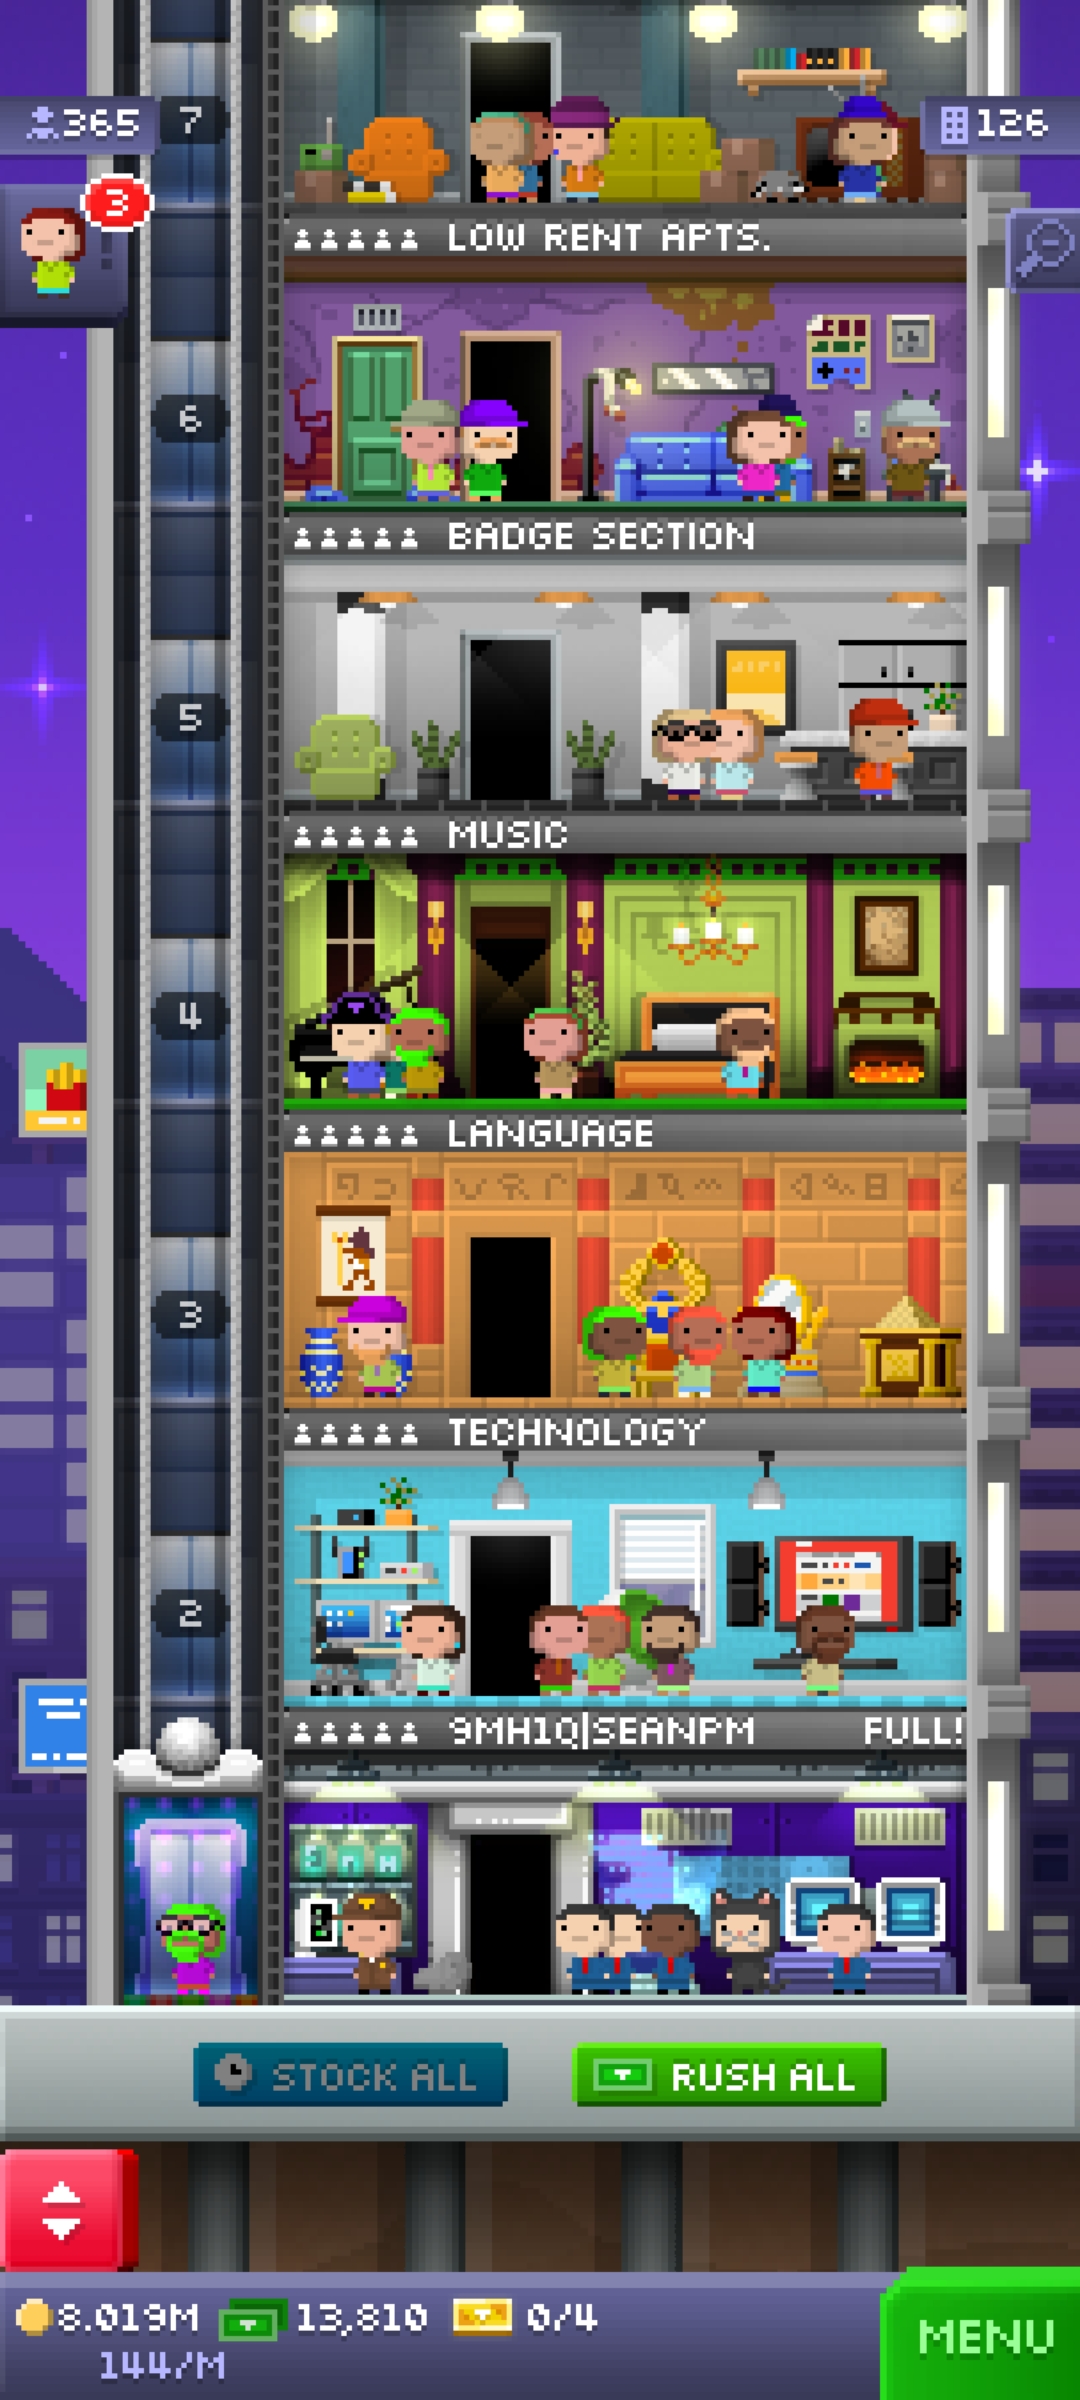 7
365
126
3
LOW RENT APTS.
6
BADGE SECTION
5
MUSIC
4
LANGUAGE
3
TECHNOLOGY
2
9MH1Q|SEANPM FULL!
STOCK ALL
RUSH ALL
8.019M 13,810 0/4
144/M
MENU